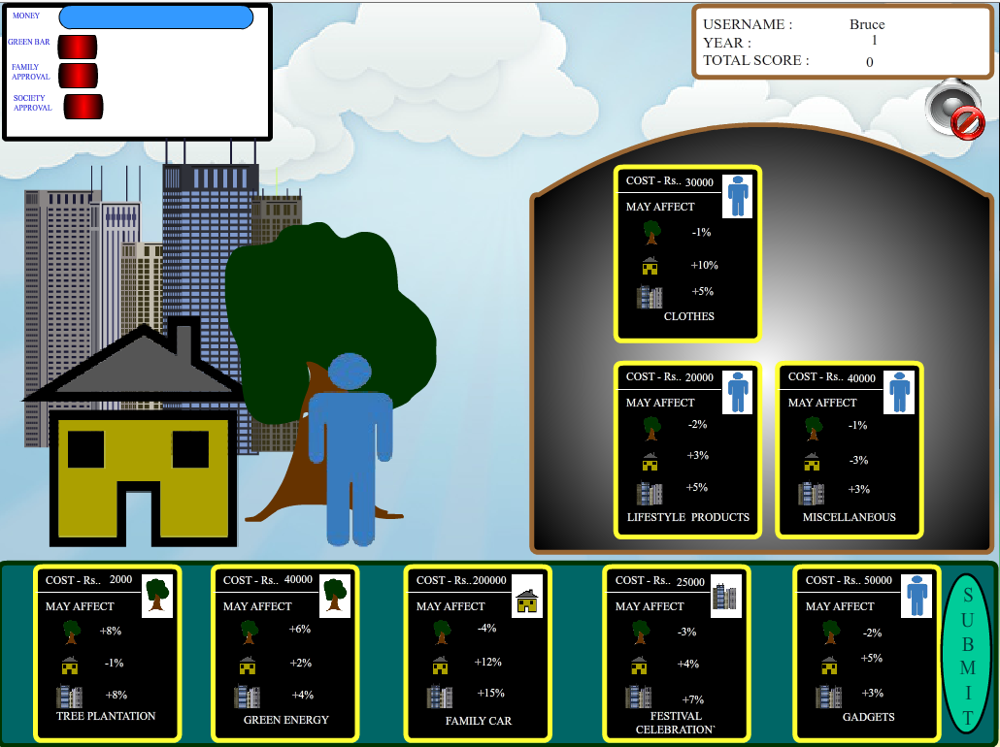 MONEY
GREEN BAR
FAMILY
APPROVAL
SOCIETY
APPROVAL
USERNAME : Bruce
YEAR : 1
TOTAL SCORE : 0
COST - Rs.. 30000
MAY AFFECT
-1%
+10%
+5%
CLOTHES
COST - Rs.. 20000
MAY AFFECT
-2%
+3%
+5%
LIFESTYLE PRODUCTS
COST - Rs.. 40000
MAY AFFECT
-1%
-3%
+3%
MISCELLANEOUS
COST - Rs.. 2000
MAY AFFECT
+8%
-1%
+8%
TREE PLANTATION
COST - Rs.. 40000
MAY AFFECT
+6%
+2%
+4%
GREEN ENERGY
COST - Rs.. 200000
MAY AFFECT
-4%
+12%
+15%
FAMILY CAR
COST - Rs.. 25000
MAY AFFECT
-3%
+4%
+7%
FESTIVAL
CELEBRATION`
COST - Rs.. 50000
MAY AFFECT
-2%
+5%
+3%
GADGETS
SUBMIT